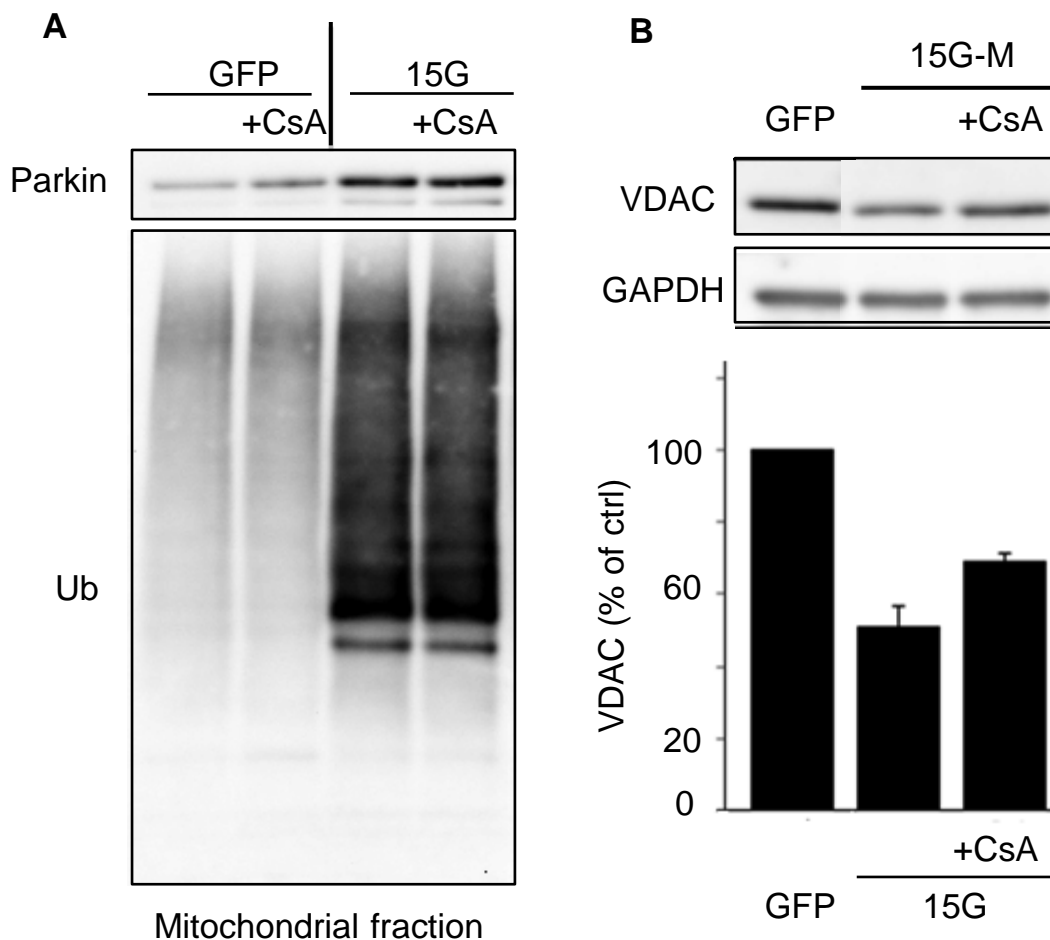 A
GFP 15G
+CsA +CsA
Parkin
Ub
Mitochondrial fraction
B
15G-M
GFP +CsA
VDAC
GAPDH
VDAC (% of ctrl)
100
60
20
0
+CsA
GFP 15G